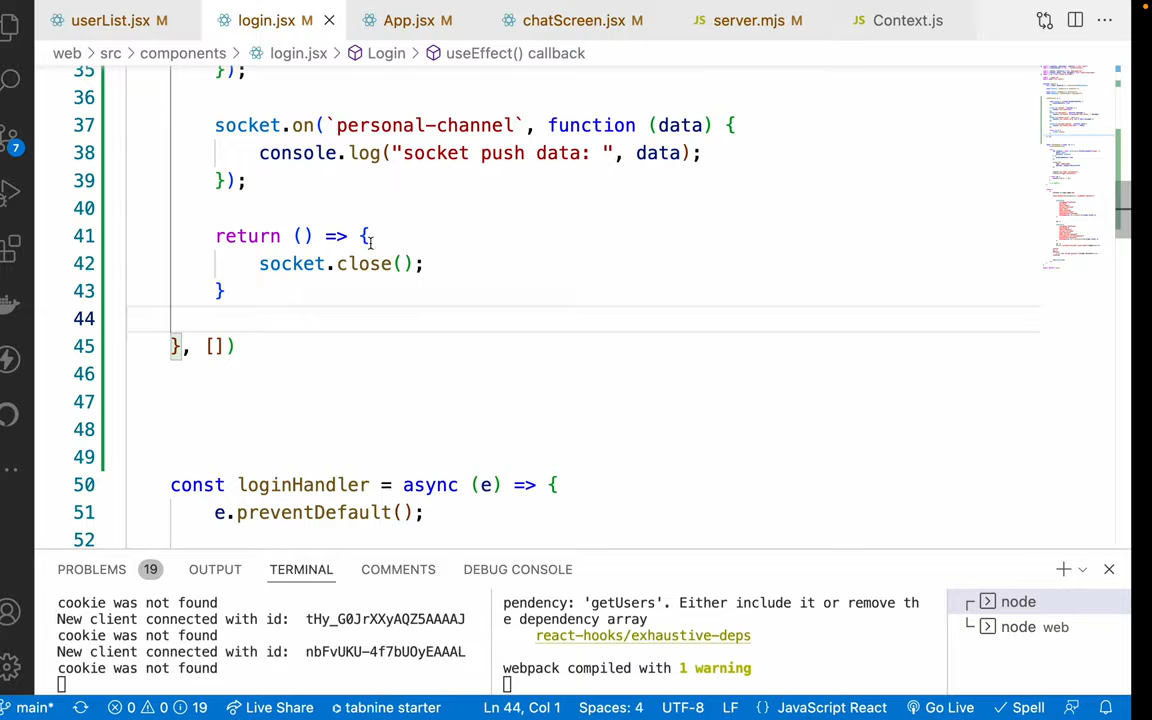 userList.jsx M
login.jsx M
App.jsx M
chatScreen.jsx M
JS server.mjs M
JS Context.js
web > src > components > login.jsx > Login > useEffect() callback
35 });
36
37 socket.on(`personal-channel`, function (data) {
38 console.log("socket push data: ", data);
39 });
40
41 return () => {
42 socket.close();
43 }
44
45 }, [])
46
47
48
49
50 const loginHandler = async (e) => {
51 e.preventDefault();
52
7
PROBLEMS 19 OUTPUT TERMINAL COMMENTS DEBUG CONSOLE
cookie was not found
New client connected with id:  tHy_G0JrXXyAQZ5AAAAJ
cookie was not found
New client connected with id:  nbFvUKU-4f7bUOyEAAAL
cookie was not found
pendency: 'getUsers'. Either include it or remove th
e dependency array
react-hooks/exhaustive-deps
webpack compiled with 1 warning
node
node web
main* 0 0 19 Live Share tabnine starter Ln 44, Col 1 Spaces: 4 UTF-8 LF {} JavaScript React Go Live Spell